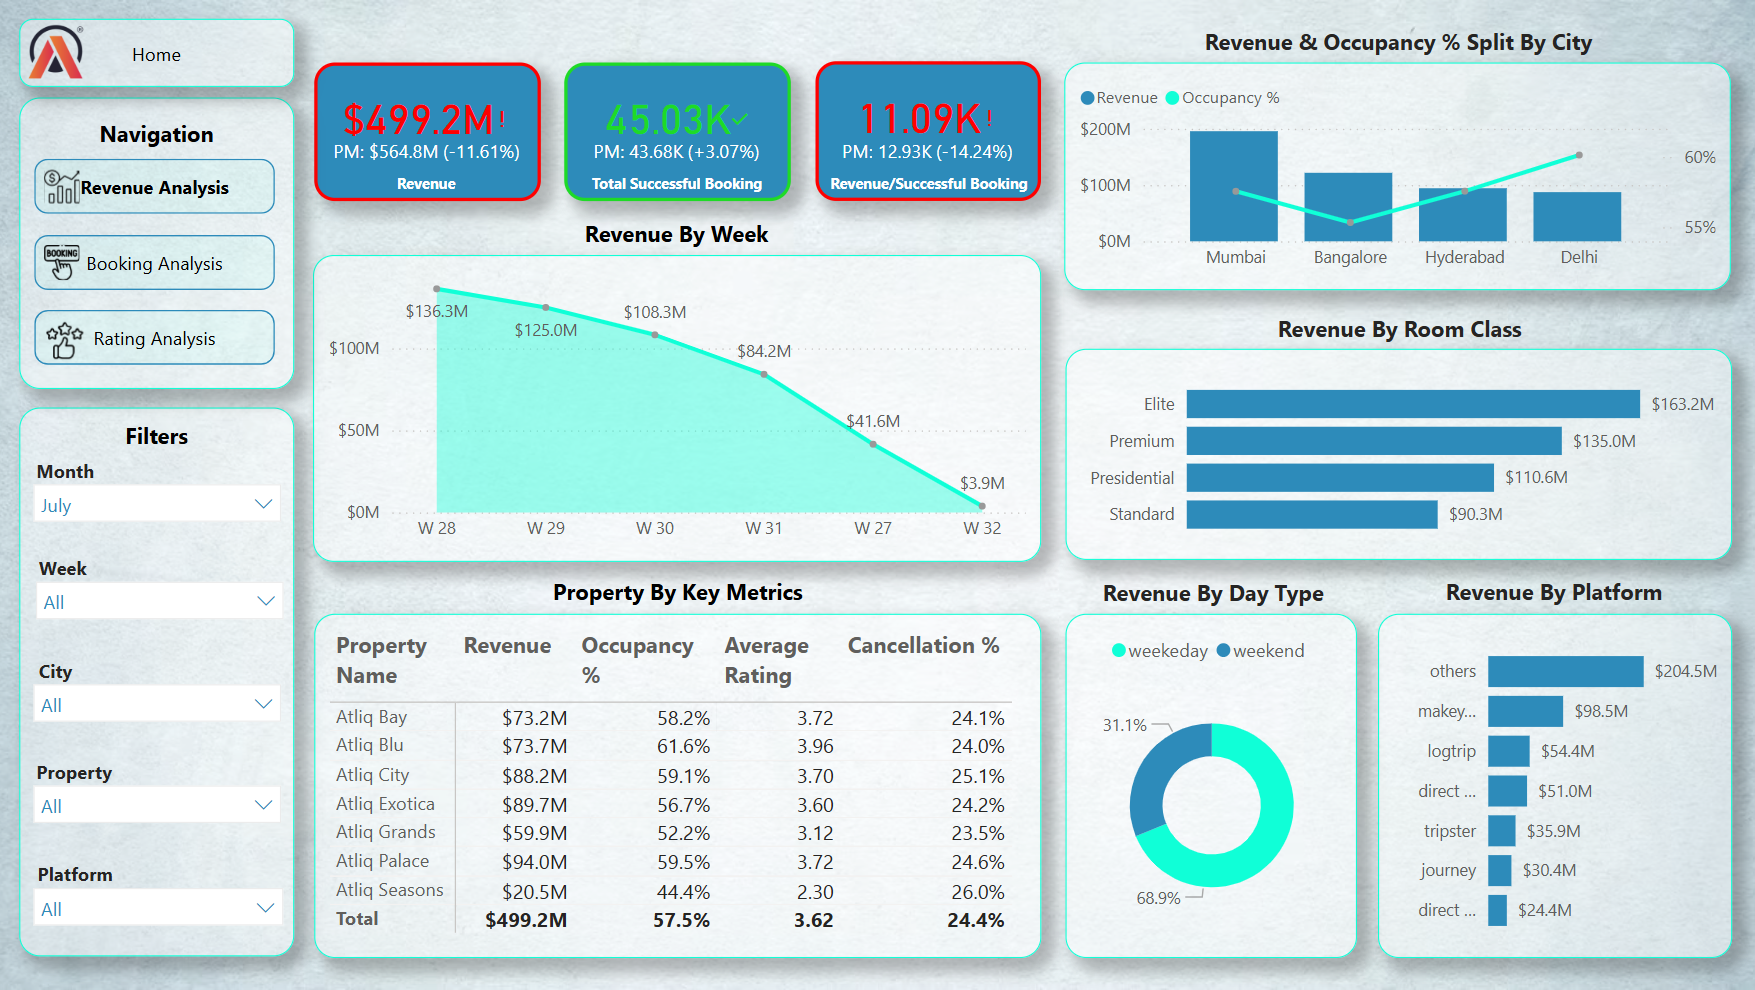 Home
Navigation
Revenue Analysis
BOOKING
Booking Analysis
Rating Analysis
Filters
Month
July
Week
All
City
All
Property
All
Platform
All
$499.2M!
PM: $564.8M (-11.61%)
Revenue
45.03K
PM: 43.68K (+3.07%)
Total Successful Booking
11.09K!
PM: 12.93K (-14.24%)
Revenue/Successful Booking
Revenue By Week
$136.3M
$125.0M
$108.3M
$84.2M
$41.6M
$3.9M
$100M
$50M
$0M
W 28 W 29 W 30 W 31 W 27 W 32
Property By Key Metrics
Property Name Revenue Occupancy % Average Rating Cancellation %
Atliq Bay $73.2M 58.2% 3.72 24.1%
Atliq Blu $73.7M 61.6% 3.96 24.0%
Atliq City $88.2M 59.1% 3.70 25.1%
Atliq Exotica $89.7M 56.7% 3.60 24.2%
Atliq Grands $59.9M 52.2% 3.12 23.5%
Atliq Palace $94.0M 59.5% 3.72 24.6%
Atliq Seasons $20.5M 44.4% 2.30 26.0%
Total $499.2M 57.5% 3.62 24.4%
Revenue & Occupancy % Split By City
Revenue Occupancy %
$200M
$100M
$0M
60%
55%
Mumbai Bangalore Hyderabad Delhi
Revenue By Room Class
Elite $163.2M
Premium $135.0M
Presidential $110.6M
Standard $90.3M
Revenue By Day Type
weekeday weekend
31.1%
68.9%
Revenue By Platform
others $204.5M
makey... $98.5M
logtrip $54.4M
direct ... $51.0M
tripster $35.9M
journey $30.4M
direct ... $24.4M